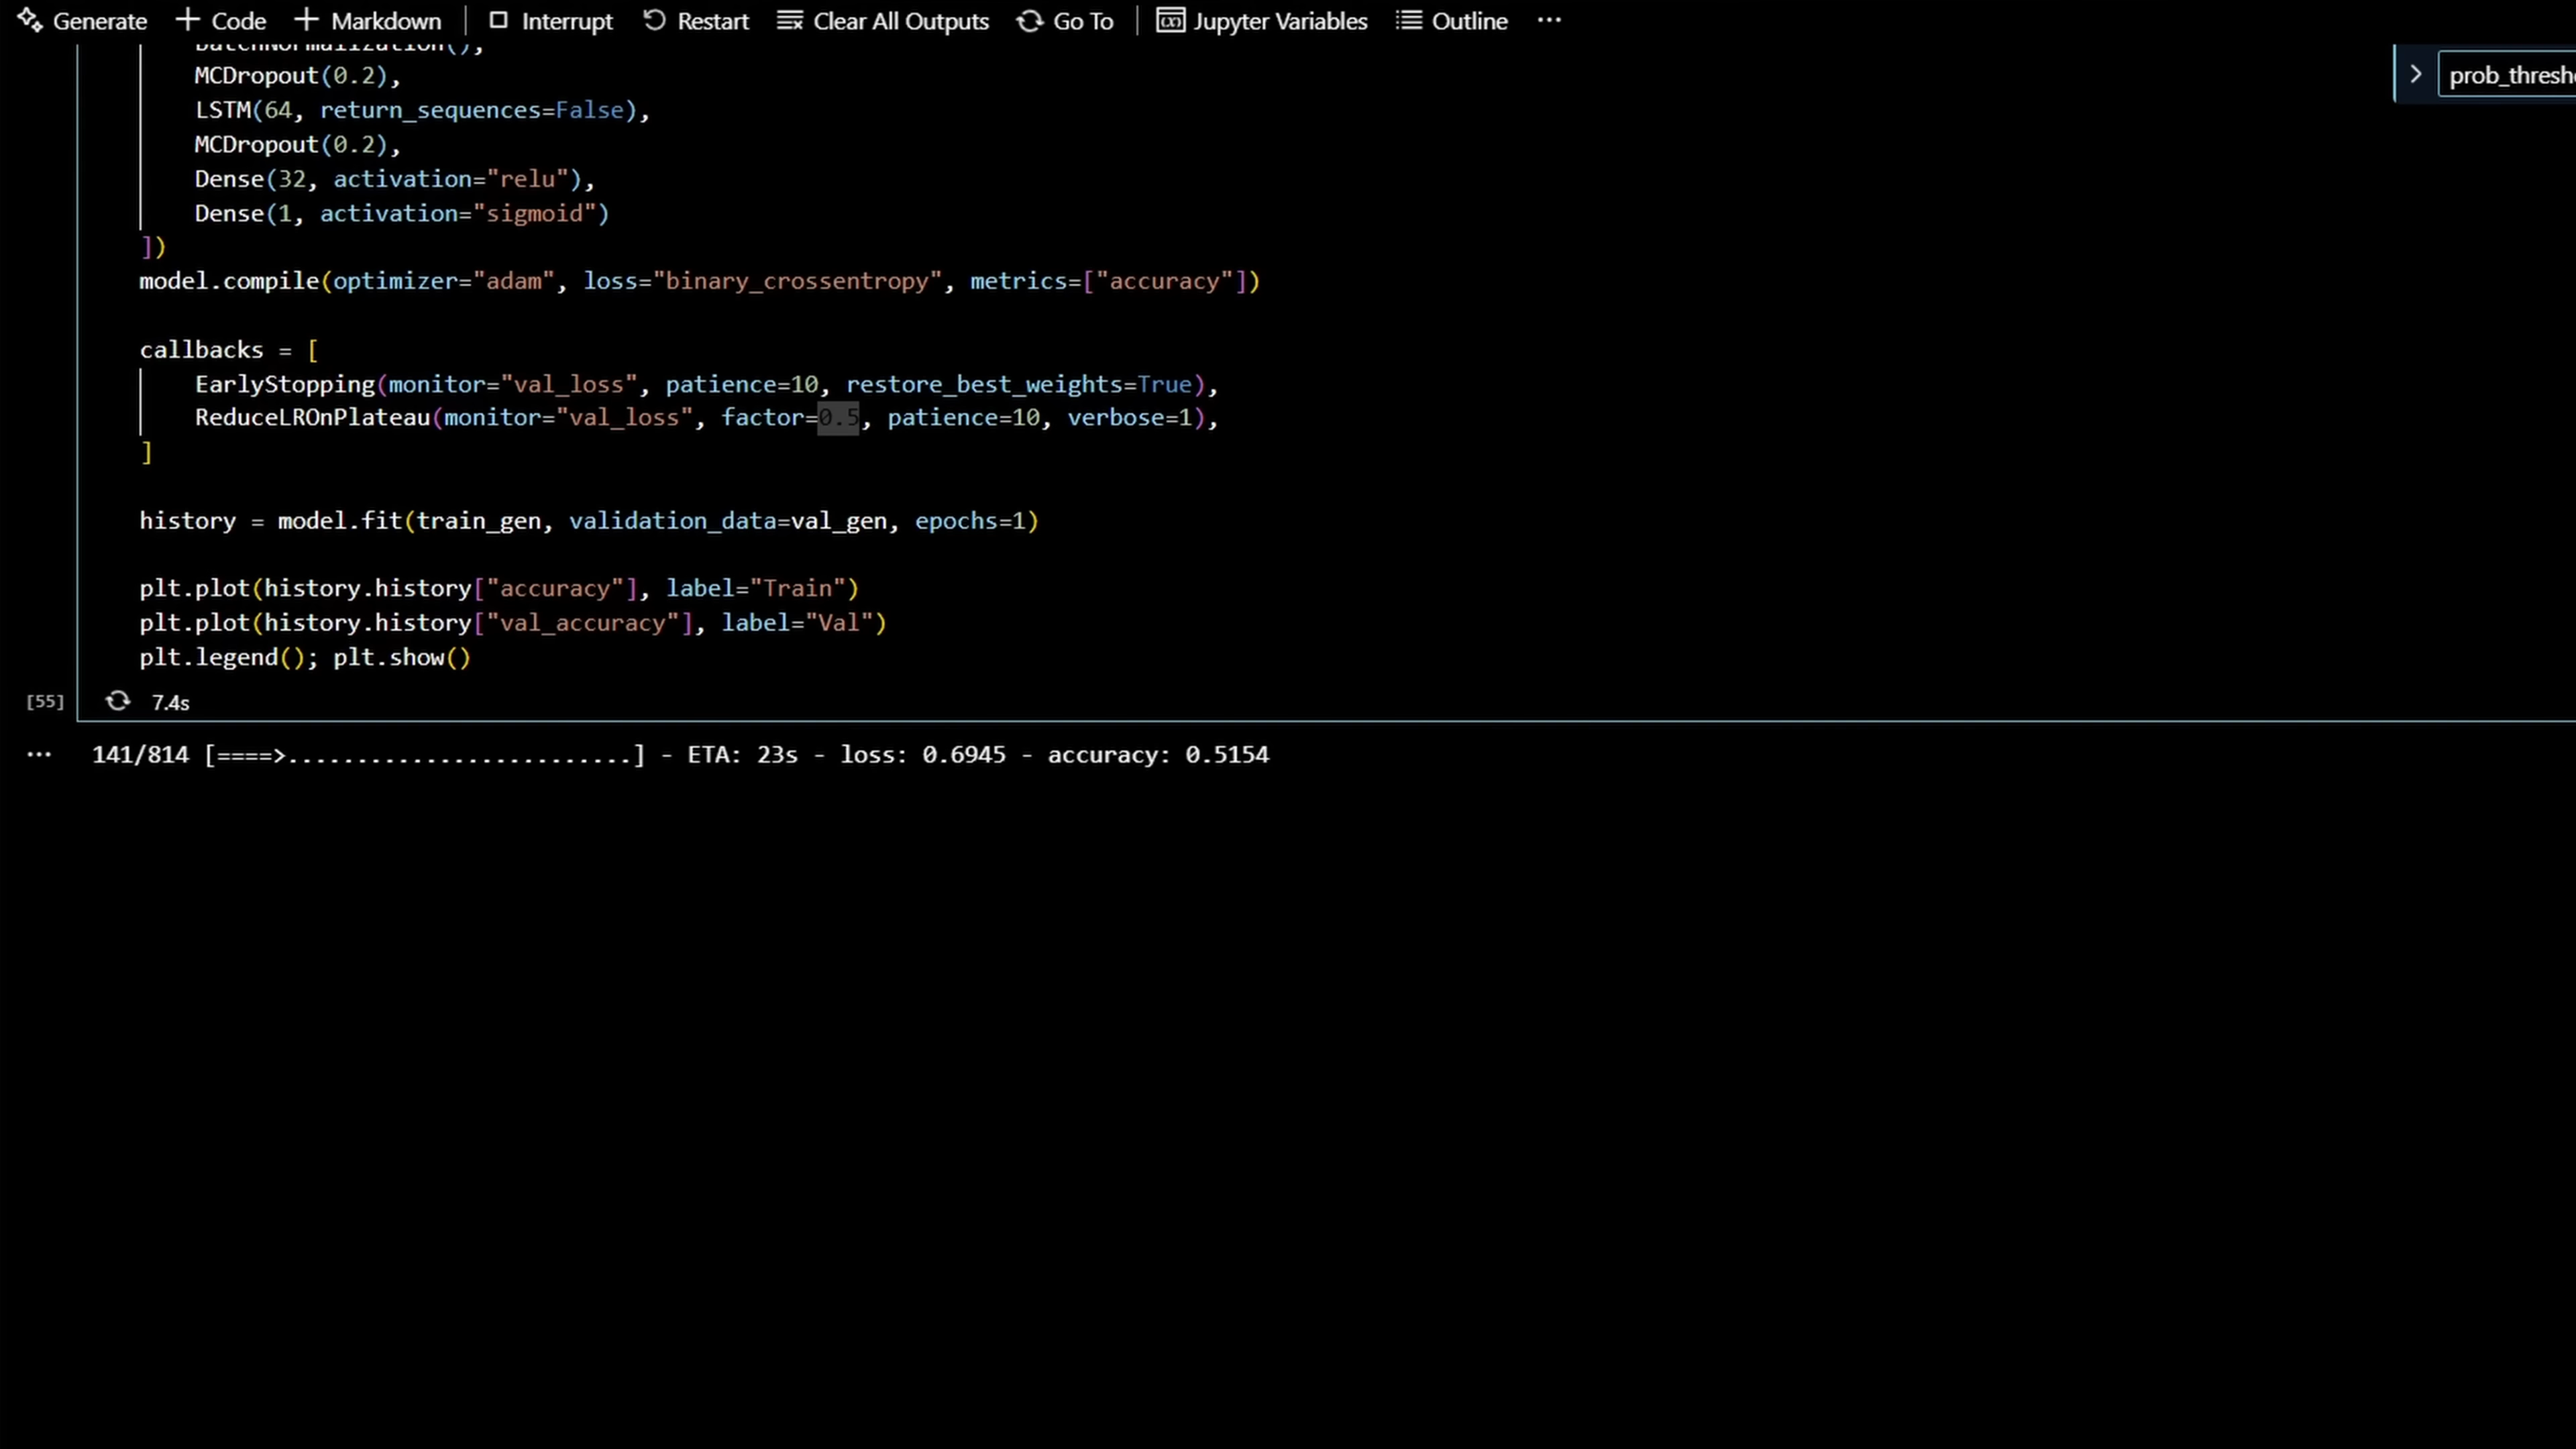 Generate Code Markdown Interrupt Restart Clear All Outputs Go To Jupyter Variables Outline ...
BatchNormalization(),
MCDropout(0.2),
LSTM(64, return_sequences=False),
MCDropout(0.2),
Dense(32, activation="relu"),
Dense(1, activation="sigmoid")
])
model.compile(optimizer="adam", loss="binary_crossentropy", metrics=["accuracy"])
callbacks = [
EarlyStopping(monitor="val_loss", patience=10, restore_best_weights=True),
ReduceLROnPlateau(monitor="val_loss", factor=0.5, patience=10, verbose=1),
]
history = model.fit(train_gen, validation_data=val_gen, epochs=1)
plt.plot(history.history["accuracy"], label="Train")
plt.plot(history.history["val_accuracy"], label="Val")
plt.legend(); plt.show()
[55] 7.4s
... 141/814 [====>.........................] - ETA: 23s - loss: 0.6945 - accuracy: 0.5154
> prob_thresh